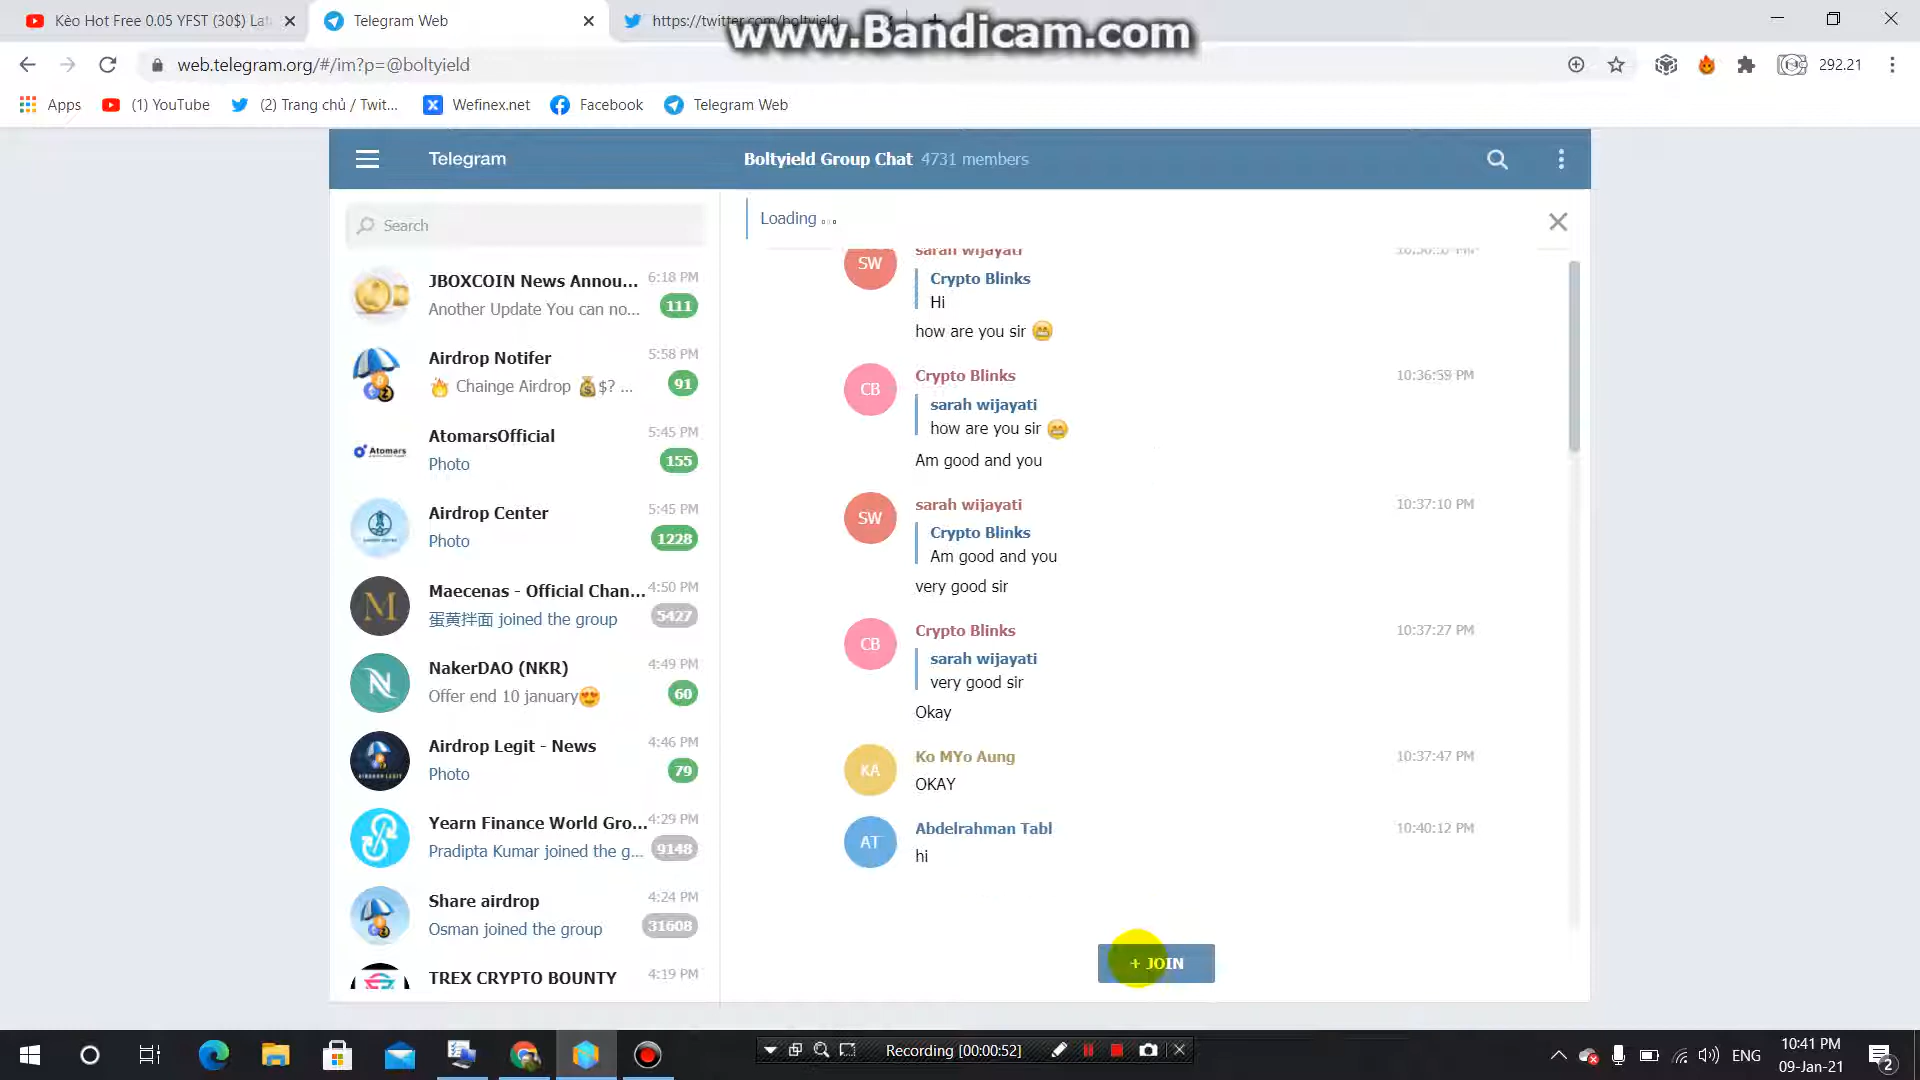 Kèo Hot Free 0.05 YFST (30$) Lat
Telegram Web
https://twitter.com/boltyield
www.Bandicam.com
web.telegram.org/#/im?p=@boltyield
292.21
Apps
(1) YouTube
(2) Trang chủ / Twit...
Wefinex.net
Facebook
Telegram Web
Telegram
Boltyield Group Chat 4731 members
Search
Loading ...
JBOXCOIN News Annou... 6:18 PM
Another Update You can no... 111
Airdrop Notifer 5:58 PM
🔥 Chainge Airdrop 💰$? ... 91
AtomarsOfficial 5:45 PM
Atomars
Photo 155
Airdrop Center 5:45 PM
Photo 1228
Maecenas - Official Chan... 4:50 PM
M
蛋黄拌面 joined the group 5427
NakerDAO (NKR) 4:49 PM
N
Offer end 10 january😍 60
Airdrop Legit - News 4:46 PM
AIRDROP LEGIT
Photo 79
Yearn Finance World Gro... 4:29 PM
Pradipta Kumar joined the g... 9148
Share airdrop 4:24 PM
Osman joined the group 31608
TREX CRYPTO BOUNTY 4:19 PM
SW
sarah wijayati
Crypto Blinks
Hi
how are you sir 😁
CB
Crypto Blinks 10:36:59 PM
sarah wijayati
how are you sir 😁
Am good and you
SW
sarah wijayati 10:37:10 PM
Crypto Blinks
Am good and you
very good sir
CB
Crypto Blinks 10:37:27 PM
sarah wijayati
very good sir
Okay
KA
Ko MYo Aung 10:37:47 PM
OKAY
AT
Abdelrahman Tabl 10:40:12 PM
hi
+ JOIN
Recording [00:00:52]
ENG
10:41 PM
09-Jan-21
2